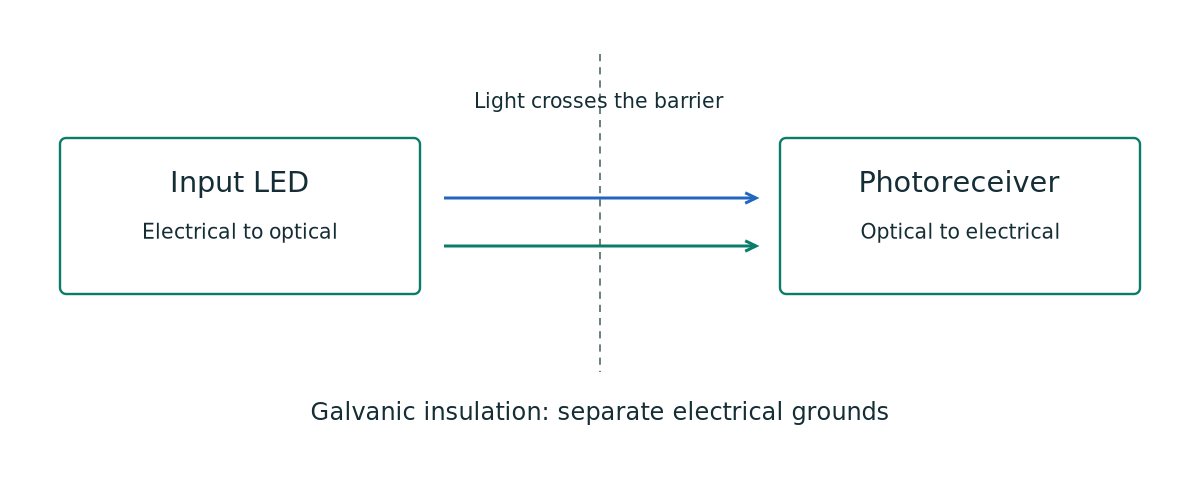 Light crosses the barrier
Input LED
Electrical to optical
Photoreceiver
Optical to electrical
Galvanic insulation: separate electrical grounds